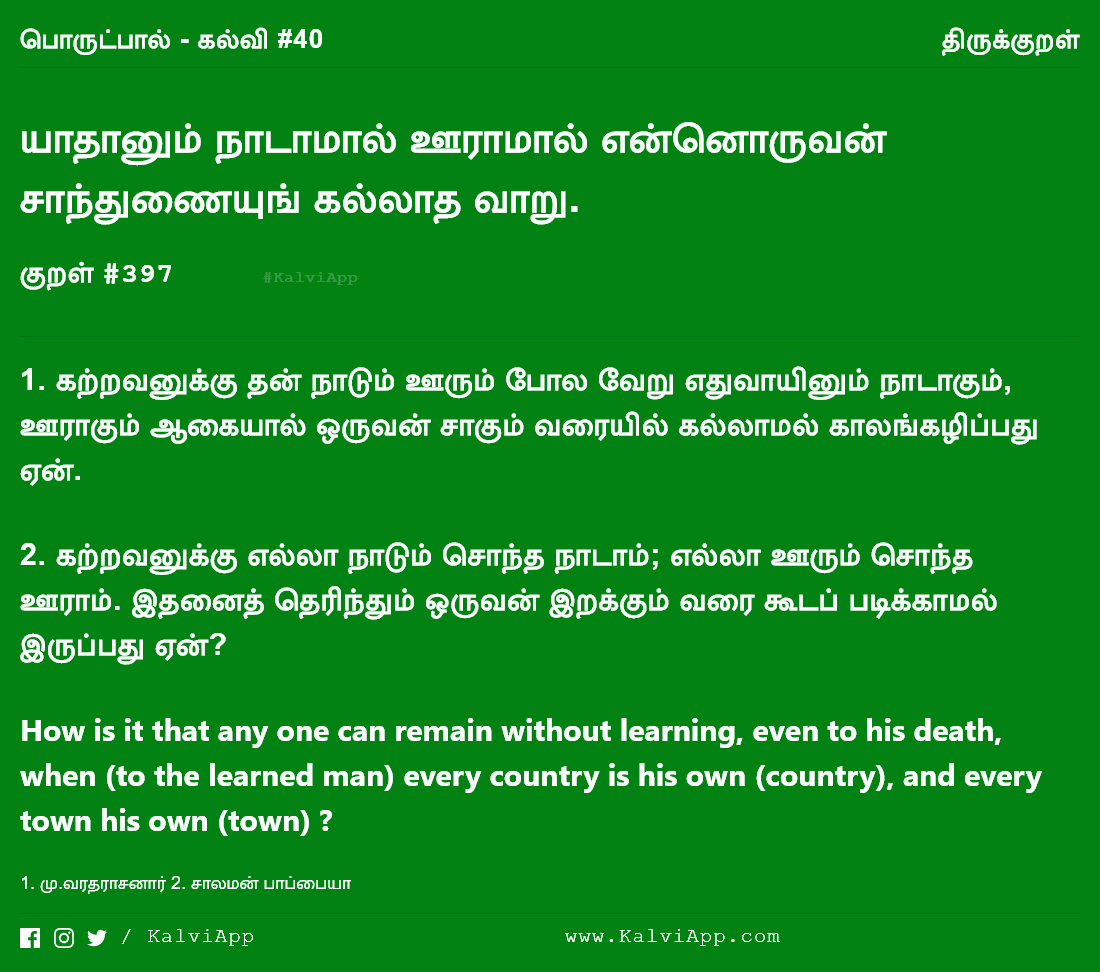 பொருட்பால் - கல்வி #40 திருக்குறள்
யாதானும் நாடாமால் ஊராமால் என்னொருவன்
சாந்துணையுங் கல்லாத வாறு.
குறள் #397 #KalviApp
1. கற்றவனுக்கு தன் நாடும் ஊரும் போல வேறு எதுவாயினும் நாடாகும்,
ஊராகும் ஆகையால் ஒருவன் சாகும் வரையில் கல்லாமல் காலங்கழிப்பது
ஏன்.
2. கற்றவனுக்கு எல்லா நாடும் சொந்த நாடாம்; எல்லா ஊரும் சொந்த
ஊராம். இதனைத் தெரிந்தும் ஒருவன் இறக்கும் வரை கூடப் படிக்காமல்
இருப்பது ஏன்?
How is it that any one can remain without learning, even to his death,
when (to the learned man) every country is his own (country), and every
town his own (town) ?
1. மு.வரதராசனார் 2. சாலமன் பாப்பையா
/ KalviApp www.KalviApp.com